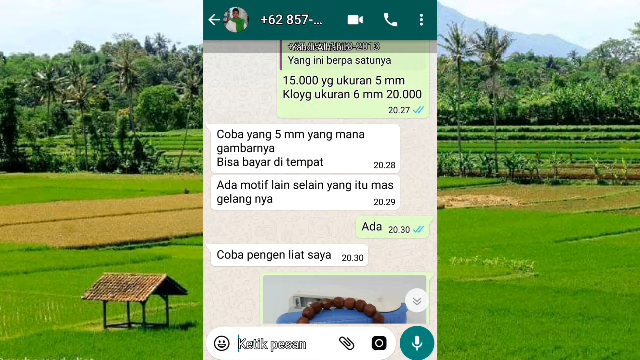 +62 857-...
Yang ini berpa satunya
15.000 yg ukuran 5 mm
Kloyg ukuran 6 mm 20.000
20.27
Coba yang 5 mm yang mana
gambarnya
Bisa bayar di tempat
20.28
Ada motif lain selain yang itu mas
gelang nya
20.29
Ada 20.30
Coba pengen liat saya 20.30
Ketik pesan